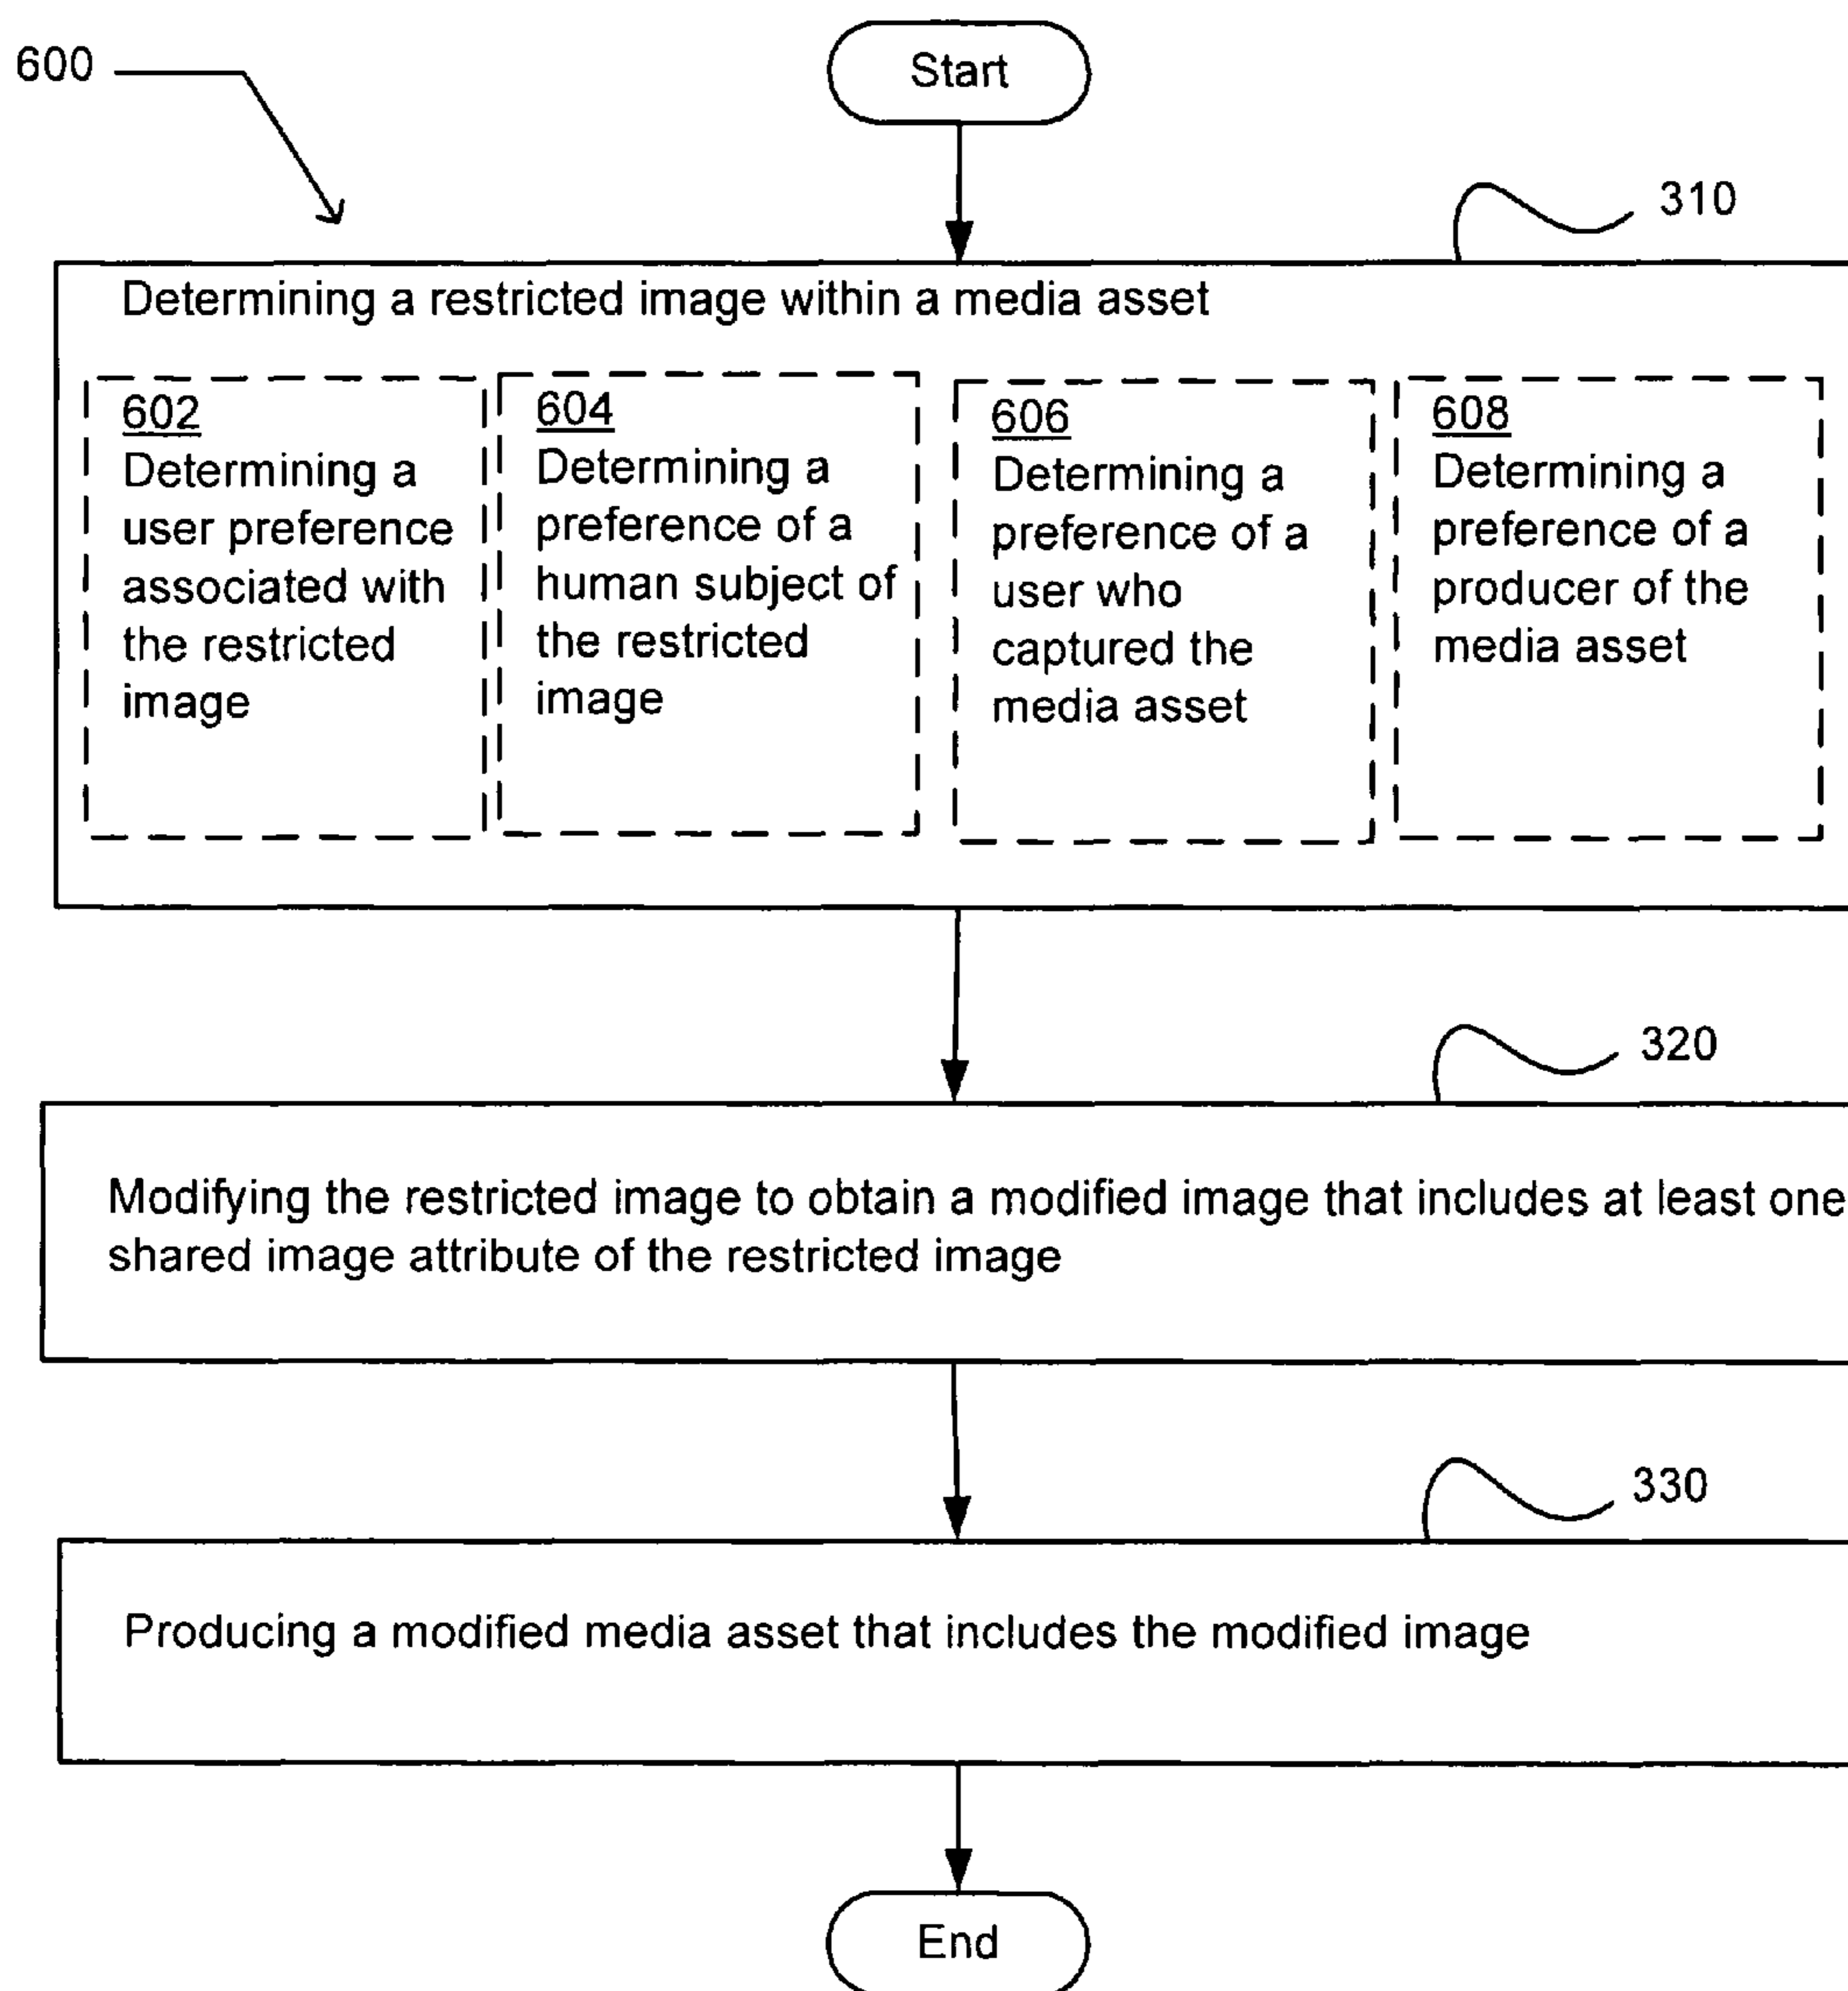 600
Start
310
Determining a restricted image within a media asset
602
Determining a
user preference
associated with
the restricted
image
604
Determining a
preference of a
human subject of
the restricted
image
606
Determining a
preference of a
user who
captured the
media asset
608
Determining a
preference of a
producer of the
media asset
320
Modifying the restricted image to obtain a modified image that includes at least one
shared image attribute of the restricted image
330
Producing a modified media asset that includes the modified image
End